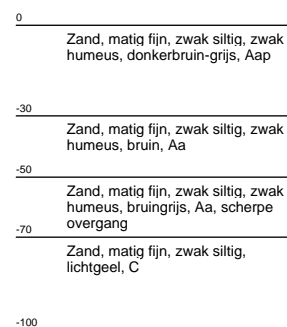 0
Zand, matig fijn, zwak siltig, zwak
humeus, donkerbruin-grijs, Aap
-30
Zand, matig fijn, zwak siltig, zwak
humeus, bruin, Aa
-50
Zand, matig fijn, zwak siltig, zwak
humeus, bruingrijs, Aa, scherpe
overgang
-70
Zand, matig fijn, zwak siltig,
lichtgeel, C
-100